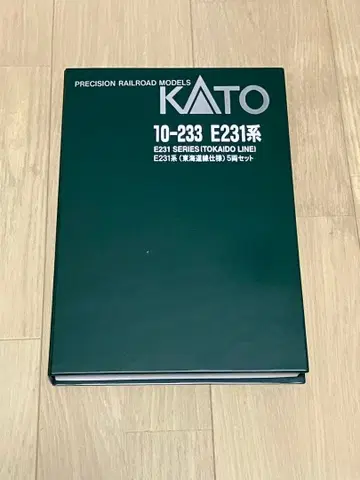 PRECISION RAILROAD MODELS
KATO
10-233 E231系
E231 SERIES(TOKAIDO LINE)
E231系(東海道線仕様)5両セット